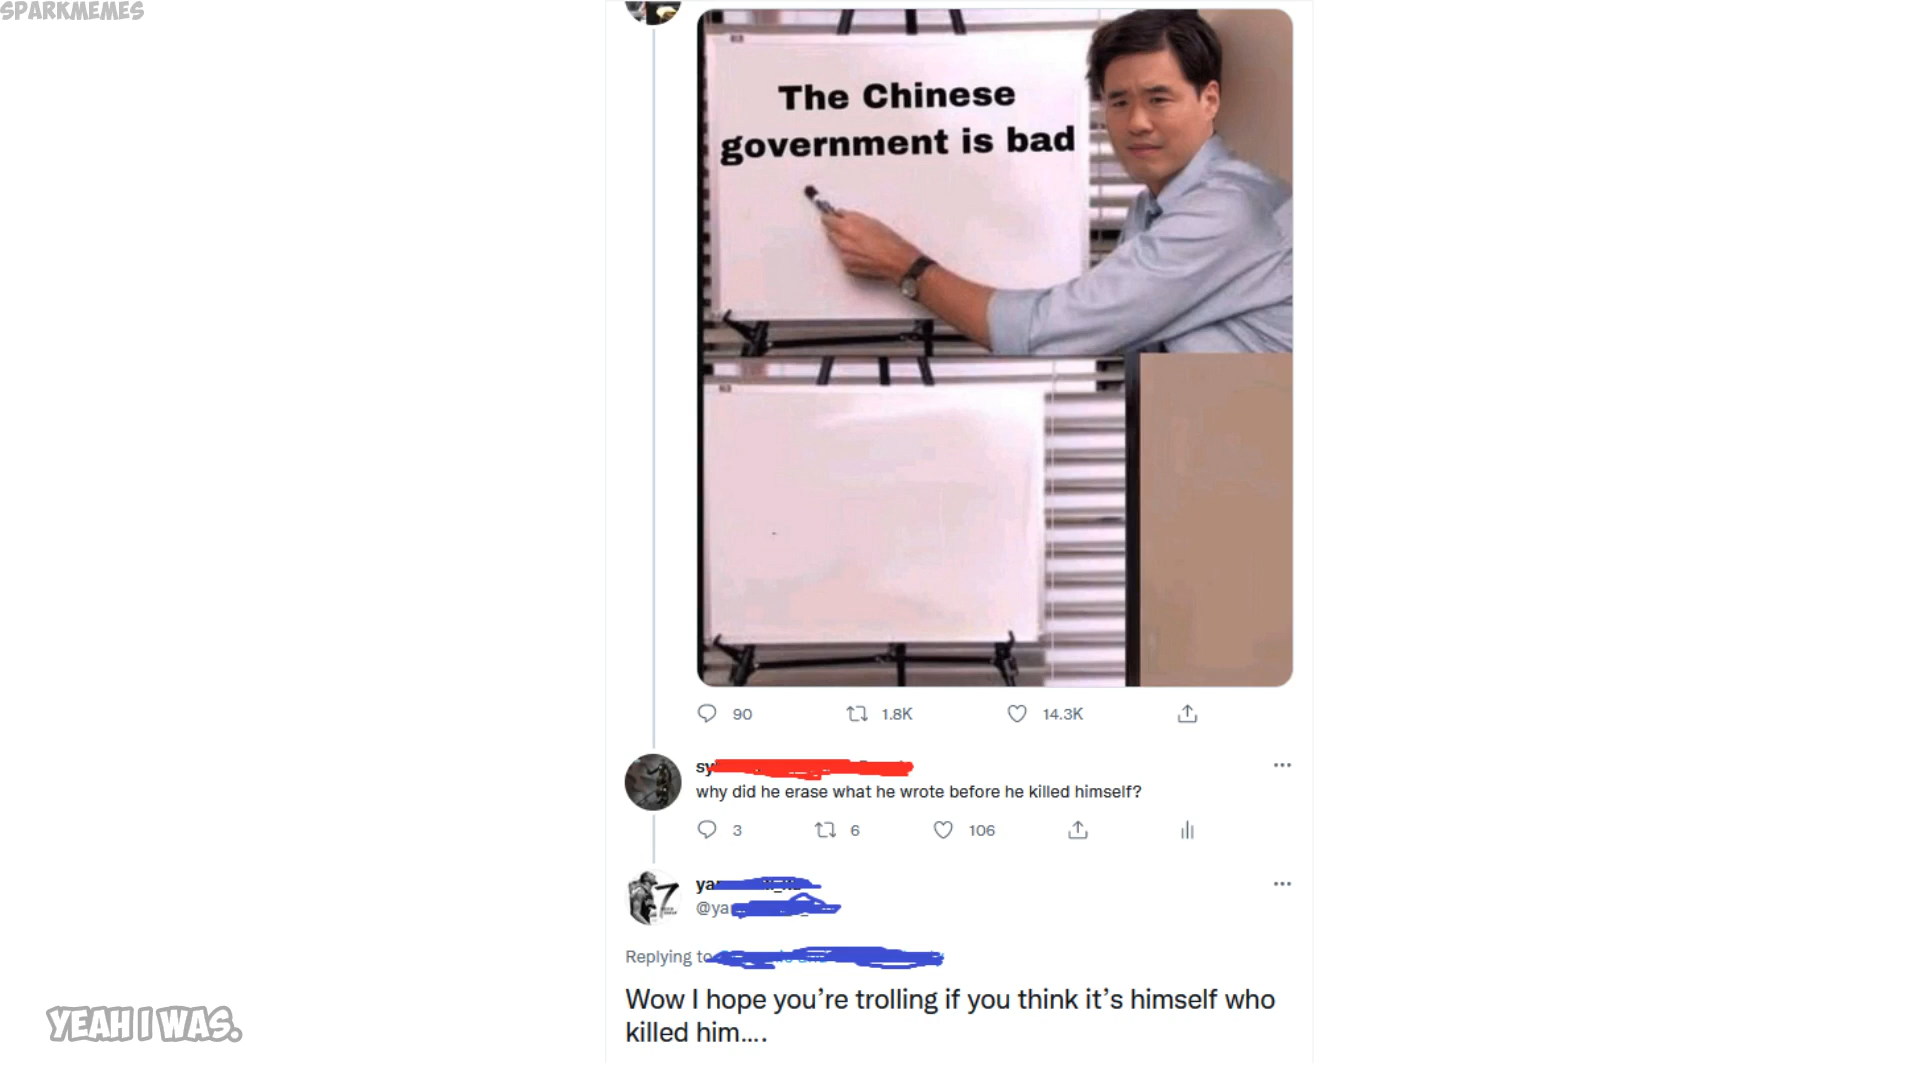 SPARKMEMES
The Chinese
government is bad
90
1.8K
14.3K
sy
why did he erase what he wrote before he killed himself?
3
6
106
ya
@ya
Replying to
Wow I hope you’re trolling if you think it’s himself who
killed him....
YEAH I WAS.